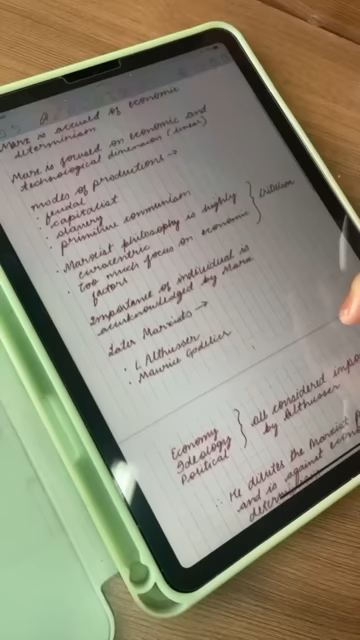 Marx is accused of economic
determinism
Marx is focused on economic and
technological dimension (linear)
modes of productions →
• feudal
• capitalist
• slavery
• primitive communism
• Marxist philosophy is highly
eurocentric
• too much focus on economic
factors
} criticism
Importance of individual is
acknowledged by Marx
Later Marxists →
• L Althusser
• Maurice Godelier
Economy
Ideology
Political
} all considered
by Althusser
∴ He dilutes the Marxist
and is against